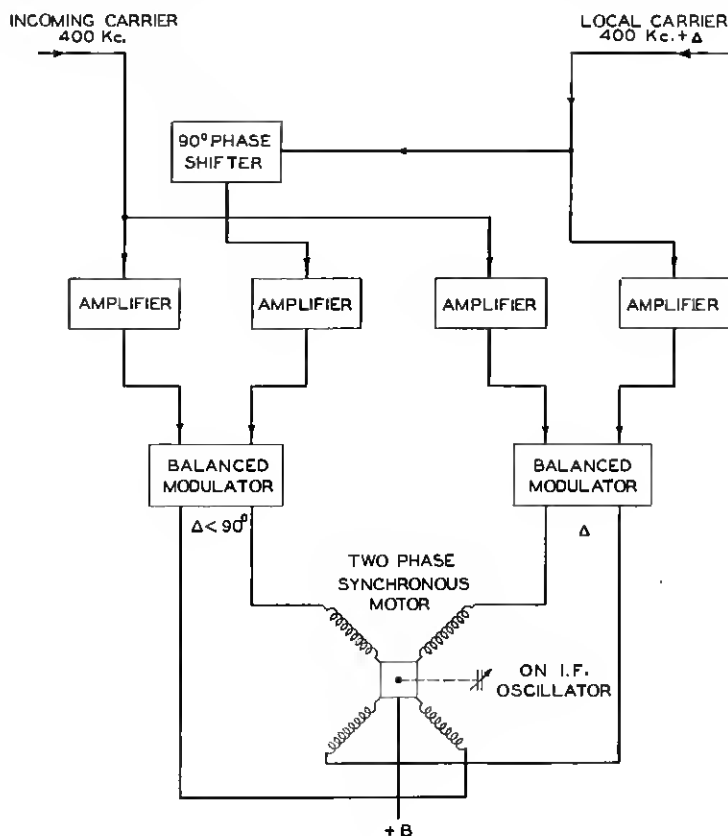 INCOMING CARRIER
400 Kc.
LOCAL CARRIER
400 Kc. + Δ
90° PHASE
SHIFTER
AMPLIFIER
AMPLIFIER
AMPLIFIER
AMPLIFIER
BALANCED
MODULATOR
BALANCED
MODULATOR
Δ < 90°
Δ
TWO PHASE
SYNCHRONOUS
MOTOR
ON I.F.
OSCILLATOR
+ B